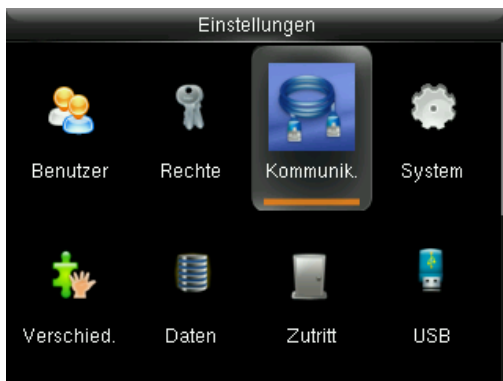 Einstellungen
Benutzer Rechte Kommunik. System
Verschied. Daten Zutritt USB